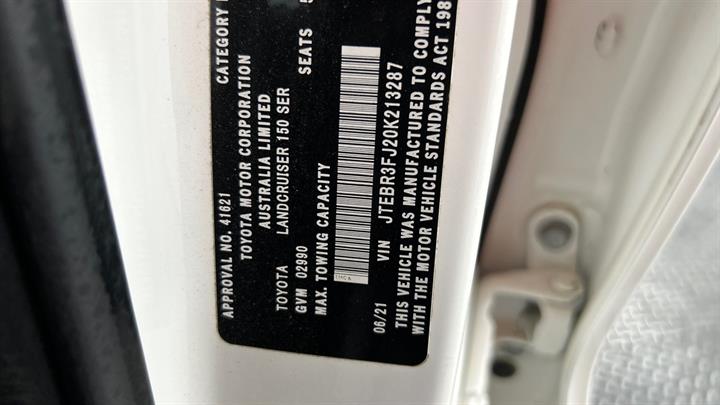 APPROVAL NO. 41621 CATEGORY
TOYOTA MOTOR CORPORATION
AUSTRALIA LIMITED
TOYOTA LANDCRUISER 150 SER
GVM 02990 SEATS
MAX. TOWING CAPACITY
06/21 VIN JTEBR3FJ20K213287
THIS VEHICLE WAS MANUFACTURED TO COMPLY
WITH THE MOTOR VEHICLE STANDARDS ACT 198